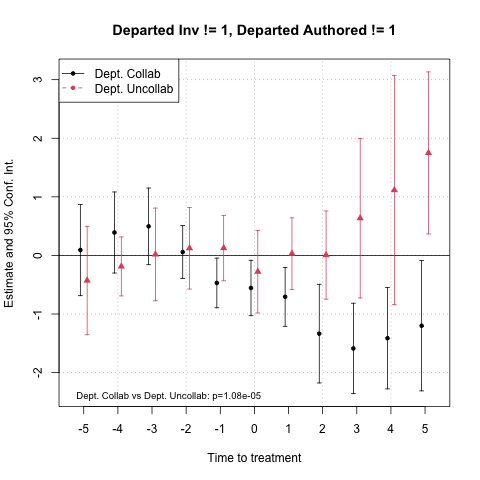 Departed Inv != 1, Departed Authored != 1
Dept. Collab
Dept. Uncollab
Estimate and 95% Conf. Int.
3
2
1
0
-1
-2
Dept. Collab vs Dept. Uncollab: p=1.08e-05
-5 -4 -3 -2 -1 0 1 2 3 4 5
Time to treatment